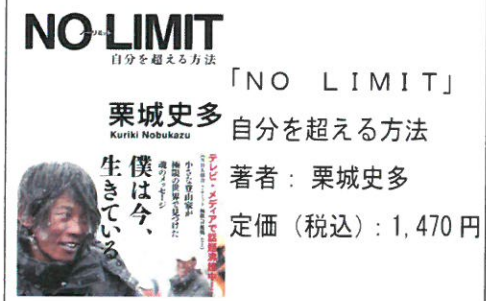 NO LIMIT
ノーリミット
自分を超える方法
栗城史多
Kuriki Nobukazu
テレビ・メディアで話題沸騰中!
小さな登山家が
極限の世界で見つけた
魂のメッセージ
僕は今、
生きている。
「NO LIMIT」
自分を超える方法
著者: 栗城史多
定価(税込):1,470円